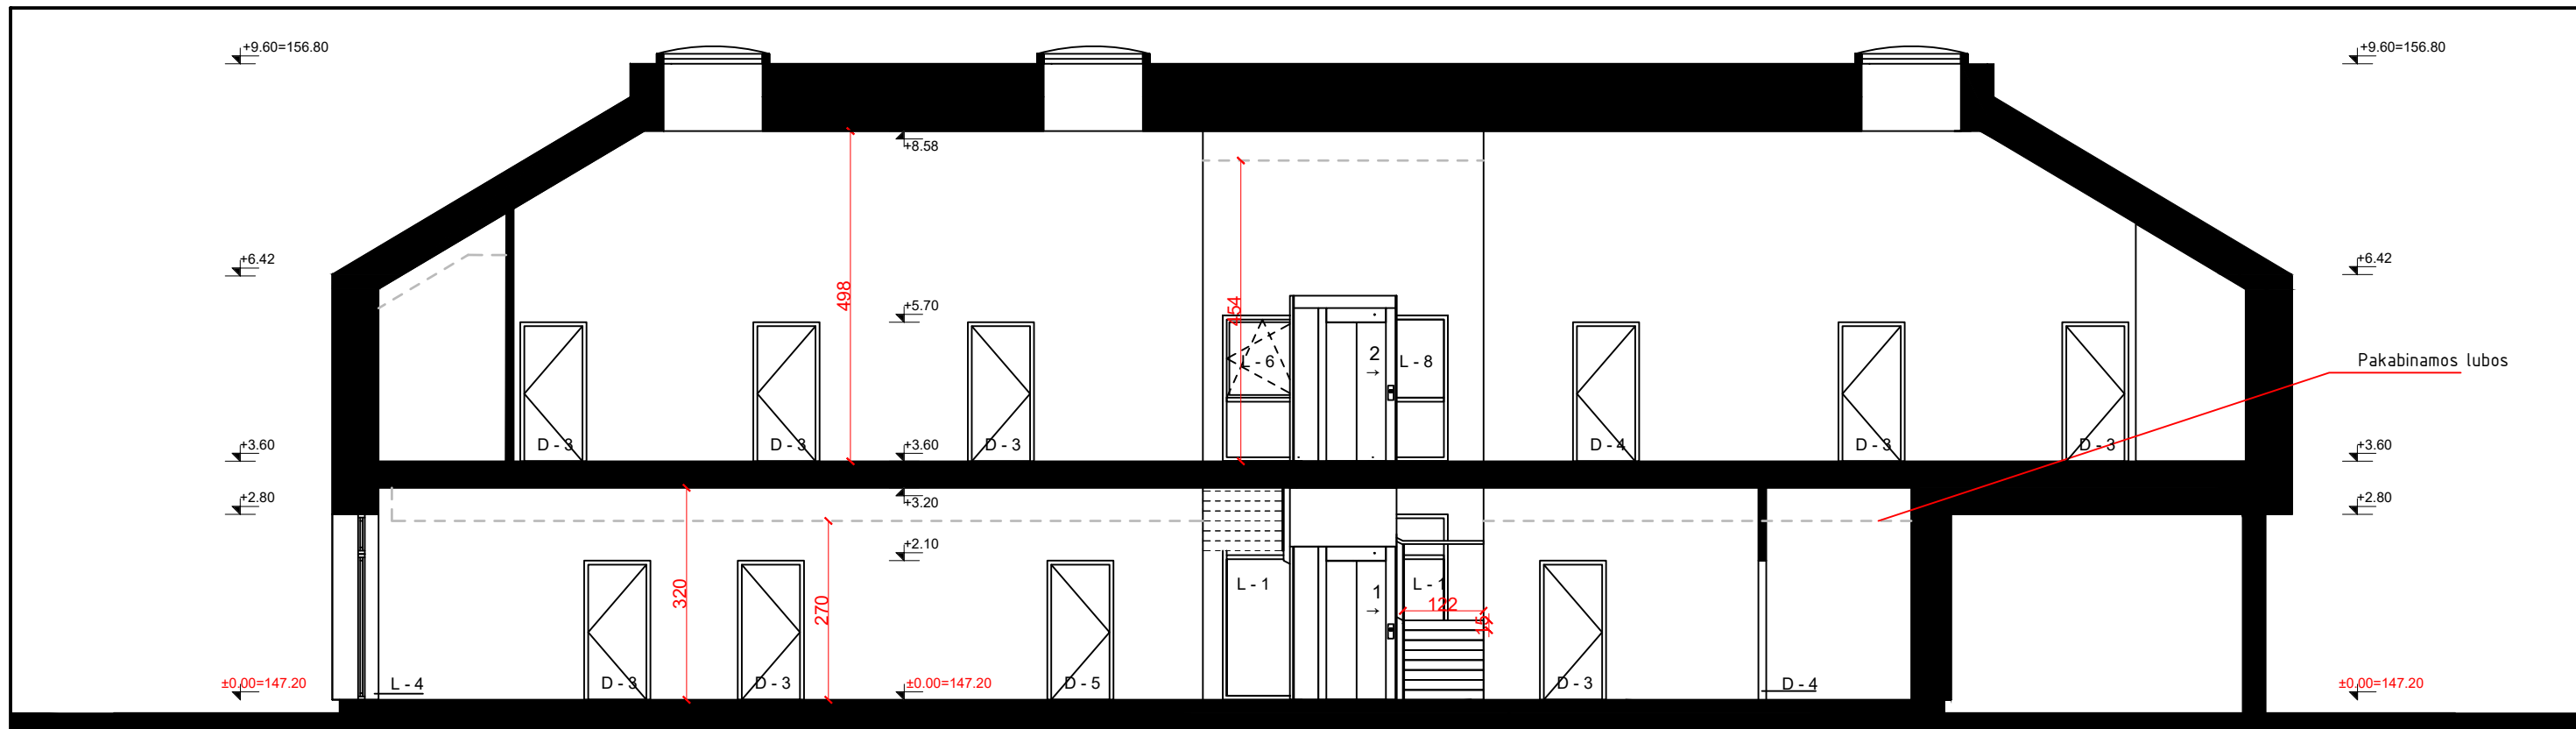 +9.60=156.80
+9.60=156.80
+8.58
+6.42
+6.42
498
454
+5.70
2
→
L - 6
L - 8
Pakabinamos lubos
+3.60
D - 3
D - 3
+3.60
D - 3
D - 4
D - 3
D - 3
+3.60
+2.80
+3.20
+2.80
+2.10
320
270
L - 1
1
→
L - 1
122
15
±0.00=147.20
L - 4
D - 3
D - 3
±0.00=147.20
D - 5
D - 3
D - 4
±0.00=147.20